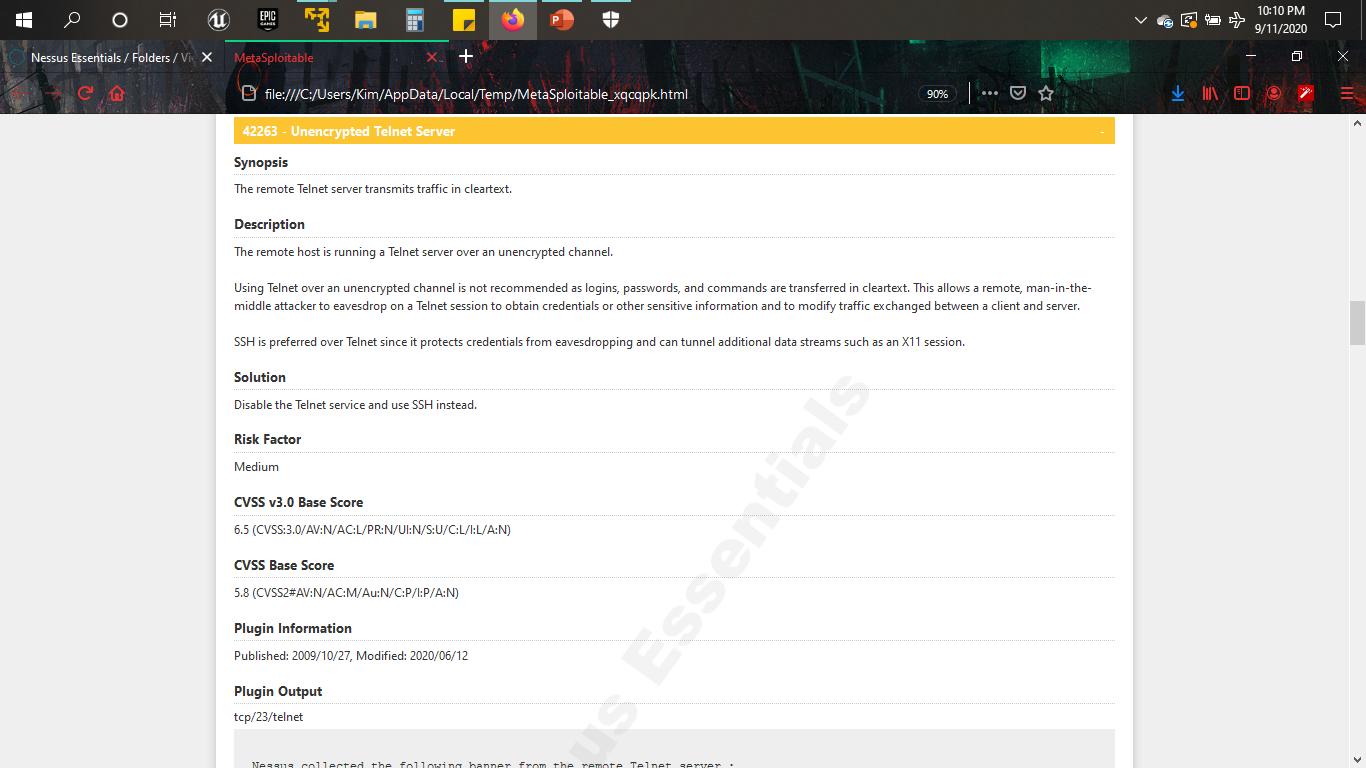 EPIC
GAMES
10:10 PM
9/11/2020
Nessus Essentials / Folders / Vi
MetaSploitable
file:///C:/Users/Kim/AppData/Local/Temp/MetaSploitable_xqcqpk.html
90%
42263 - Unencrypted Telnet Server
-
Synopsis
The remote Telnet server transmits traffic in cleartext.
Description
The remote host is running a Telnet server over an unencrypted channel.
Using Telnet over an unencrypted channel is not recommended as logins, passwords, and commands are transferred in cleartext. This allows a remote, man-in-the-
middle attacker to eavesdrop on a Telnet session to obtain credentials or other sensitive information and to modify traffic exchanged between a client and server.
SSH is preferred over Telnet since it protects credentials from eavesdropping and can tunnel additional data streams such as an X11 session.
Solution
Disable the Telnet service and use SSH instead.
Risk Factor
Medium
CVSS v3.0 Base Score
6.5 (CVSS:3.0/AV:N/AC:L/PR:N/UI:N/S:U/C:L/I:L/A:N)
CVSS Base Score
5.8 (CVSS2#AV:N/AC:M/Au:N/C:P/I:P/A:N)
Plugin Information
Published: 2009/10/27, Modified: 2020/06/12
Plugin Output
tcp/23/telnet
Nessus collected the following banner from the remote Telnet server :
us Essentials